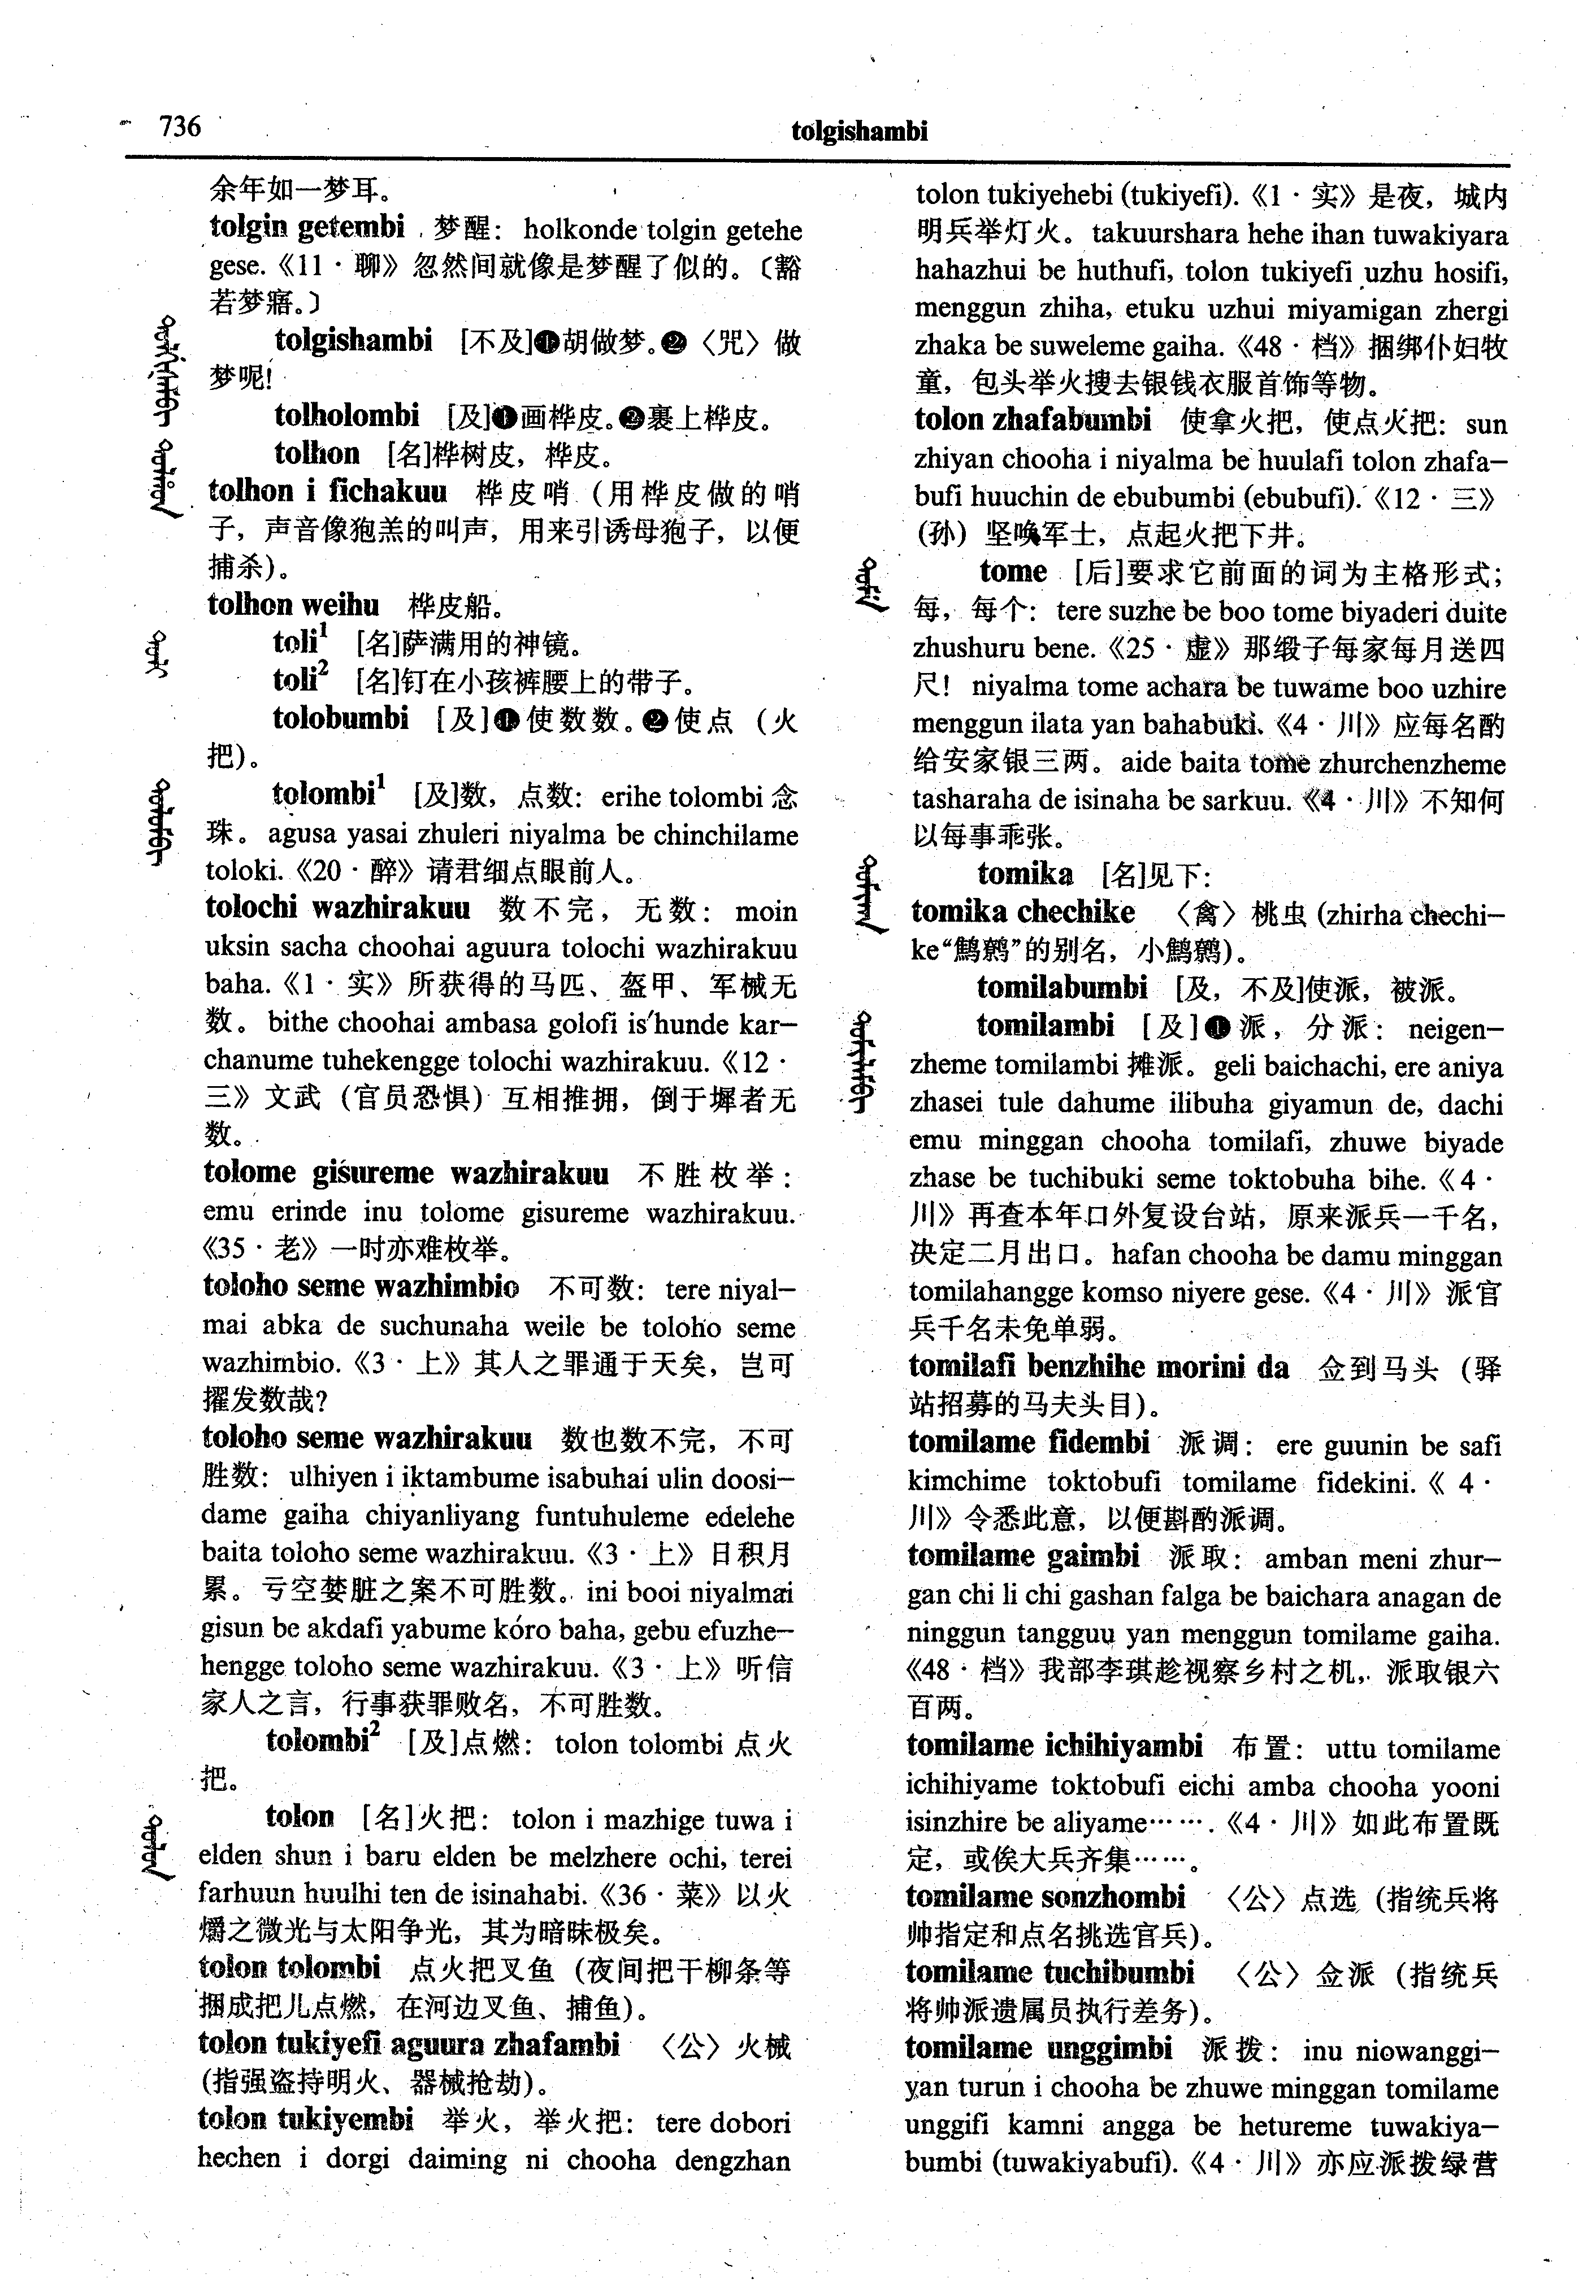 736
tolgishambi
余年如一梦耳。
tolgin getembi 梦醒：holkonde tolgin getehe
gese.《11·聊》忽然间就像是梦醒了似的。〔豁
若梦寤。〕
tolgishambi [不及]❶胡做梦。❷〈咒〉做
梦呢!
tolholombi [及]❶画桦皮。❷裹上桦皮。
tolhon [名]桦树皮，桦皮。
tolhon i fichakuu 桦皮哨（用桦皮做的哨
子，声音像狍羔的叫声，用来引诱母狍子，以便
捕杀）。
tolhon weihu 桦皮船。
toli¹ [名]萨满用的神镜。
toli² [名]钉在小孩裤腰上的带子。
tolobumbi [及]❶使数数。❷使点（火
把）。
tolombi¹ [及]数，点数：erihe tolombi 念
珠。agusa yasai zhuleri niyalma be chinchilame
toloki.《20·醉》请君细点眼前人。
tolochi wazhirakuu 数不完，无数：moin
uksin sacha choohai aguura tolochi wazhirakuu
baha.《1·实》所获得的马匹、盔甲、军械无
数。bithe choohai ambasa golofi is'hunde kar-
chanume tuhekengge tolochi wazhirakuu.《12·
三》文武（官员恐惧）互相推拥，倒于墀者无
数。
tolome gisureme wazhirakuu 不胜枚举：
emu erinde inu tolome gisureme wazhirakuu.
《35·老》一时亦难枚举。
toloho seme wazhimbio 不可数：tere niyal-
mai abka de suchunaha weile be toloho seme
wazhimbio.《3·上》其人之罪通于天矣，岂可
擢发数哉?
toloho seme wazhirakuu 数也数不完，不可
胜数：ulhiyen i iktambume isabuhai ulin doosi-
dame gaiha chiyanliyang funtuhuleme edelehe
baita toloho seme wazhirakuu.《3·上》日积月
累。亏空婪脏之案不可胜数。ini booi niyalmai
gisun be akdafi yabume kóro baha, gebu efuzhe-
hengge toloho seme wazhirakuu.《3·上》听信
家人之言，行事获罪败名，不可胜数。
tolombi² [及]点燃：tolon tolombi 点火
把。
tolon [名]火把：tolon i mazhige tuwa i
elden shun i baru elden be melzhere ochi, terei
farhuun huulhi ten de isinahabi.《36·菜》以火
爝之微光与太阳争光，其为暗昧极矣。
tolon tolombi 点火把叉鱼（夜间把干柳条等
捆成把儿点燃，在河边叉鱼、捕鱼）。
tolon tukiyefi aguura zhafambi 〈公〉火械
（指强盗持明火、器械抢劫）。
tolon tukiyembi 举火，举火把：tere dobori
hechen i dorgi daiming ni chooha dengzhan
tolon tukiyehebi (tukiyefi).《1·实》是夜，城内
明兵举灯火。takuurshara hehe ihan tuwakiyara
hahazhui be huthufi, tolon tukiyefi uzhu hosifi,
menggun zhiha, etuku uzhui miyamigan zhergi
zhaka be suweleme gaiha.《48·档》捆绑仆妇牧
童，包头举火搜去银钱衣服首饰等物。
tolon zhafabumbi 使拿火把，使点火把：sun
zhiyan chooha i niyalma be huulafi tolon zhafa-
bufi huuchin de ebubumbi (ebubufi).《12·三》
（孙）坚唤军士，点起火把下井。
tome [后]要求它前面的词为主格形式；
每，每个：tere suzhe be boo tome biyaderi duite
zhushuru bene.《25·虚》那缎子每家每月送四
尺! niyalma tome achara be tuwame boo uzhire
menggun ilata yan bahabuki.《4·川》应每名酌
给安家银三两。aide baita tome zhurchenzheme
tasharaha de isinaha be sarkuu.《4·川》不知何
以每事乖张。
tomika [名]见下：
tomika chechike 〈禽〉桃虫 (zhirha chechi-
ke“鹪鹩”的别名，小鹪鹩）。
tomilabumbi [及，不及]使派，被派。
tomilambi [及]❶派，分派：neigen-
zheme tomilambi 摊派。geli baichachi, ere aniya
zhasei tule dahume ilibuha giyamun de, dachi
emu minggan chooha tomilafi, zhuwe biyade
zhase be tuchibuki seme toktobuha bihe.《4·
川》再查本年口外复设台站，原来派兵一千名，
决定二月出口。hafan chooha be damu minggan
tomilahangge komso niyere gese.《4·川》派官
兵千名未免单弱。
tomilafi benzhihe morini da 佥到马头（驿
站招募的马夫头目）。
tomilame fidembi 派调：ere guunin be safi
kimchime toktobufi tomilame fidekini.《4·
川》令悉此意，以便斟酌派调。
tomilame gaimbi 派取：amban meni zhur-
gan chi li chi gashan falga be baichara anagan de
ninggun tangguu yan menggun tomilame gaiha.
《48·档》我部李琪趁视察乡村之机，派取银六
百两。
tomilame ichihiyambi 布置：uttu tomilame
ichihiyame toktobufi eichi amba chooha yooni
isinzhire be aliyame…….《4·川》如此布置既
定，或俟大兵齐集……。
tomilame sonzhombi 〈公〉点选（指统兵将
帅指定和点名挑选官兵）。
tomilame tuchibumbi 〈公〉佥派（指统兵
将帅派遗属员执行差务）。
tomilame unggimbi 派拨：inu niowanggi-
yan turun i chooha be zhuwe minggan tomilame
unggifi kamni angga be hetureme tuwakiya-
bumbi (tuwakiyabufi).《4·川》亦应派拨绿营